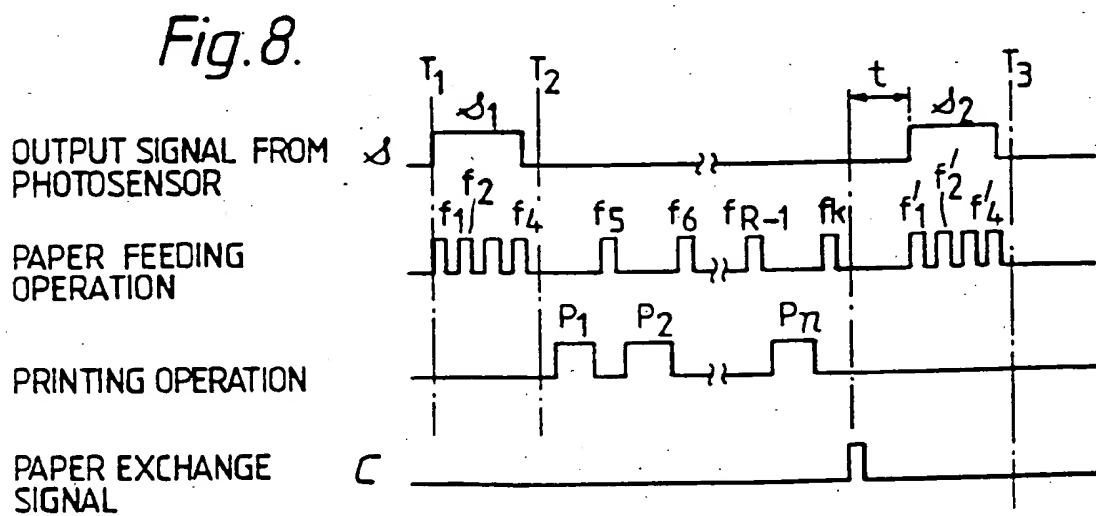 Fig. 8.
T1 T2 t T3
OUTPUT SIGNAL FROM PHOTOSENSOR S S1 S2
PAPER FEEDING OPERATION f1 f2 f4 f5 f6 fR-1 fk f'1 f'2 f'4
PRINTING OPERATION P1 P2 Pn
PAPER EXCHANGE SIGNAL C